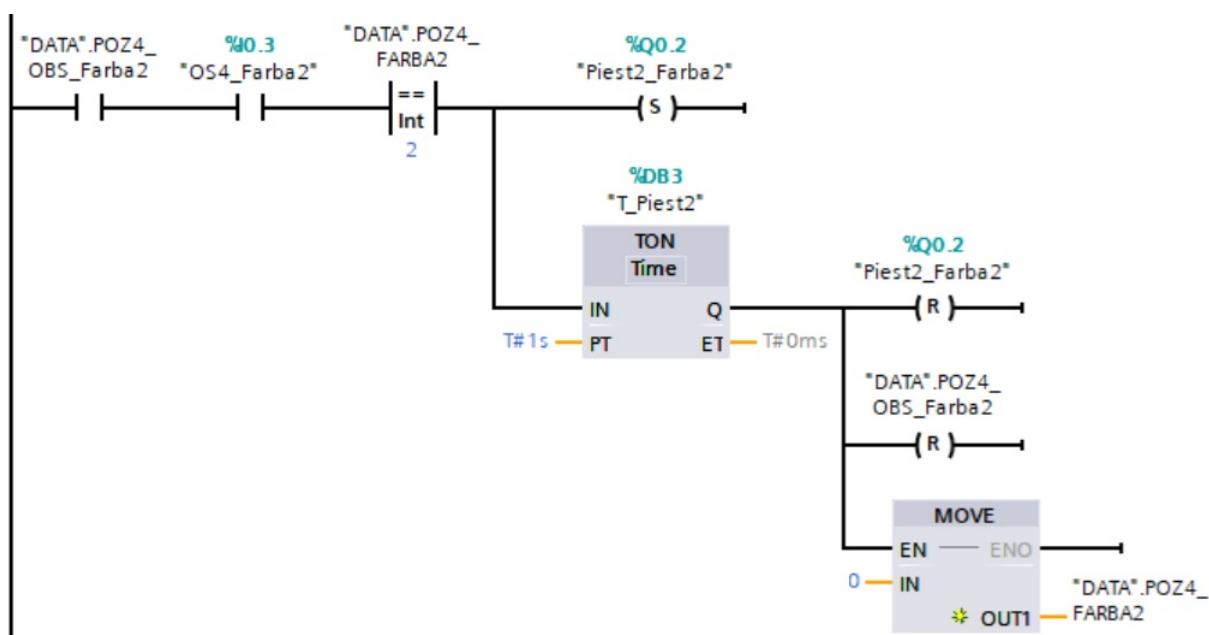 "DATA".POZ4_
OBS_Farba2
%I0.3
"OS4_Farba2"
"DATA".POZ4_
FARBA2
==
Int
2
%Q0.2
"Piest2_Farba2"
S
%DB3
"T_Piest2"
TON
Time
IN
Q
T#1s
PT
ET
T#0ms
%Q0.2
"Piest2_Farba2"
R
"DATA".POZ4_
OBS_Farba2
R
MOVE
EN
ENO
0
IN
OUT1
"DATA".POZ4_
FARBA2